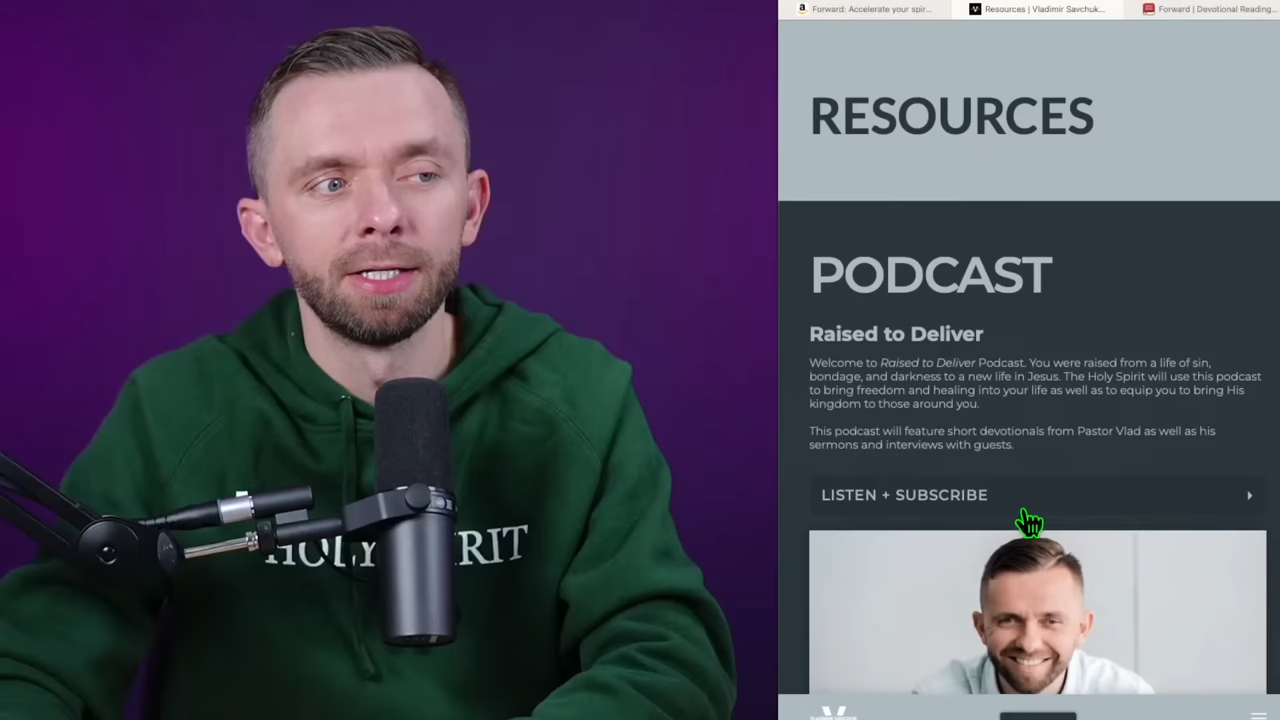 Forward: Accelerate your spir...
Resources | Vladimir Savchuk...
Forward | Devotional Reading...
RESOURCES
PODCAST
Raised to Deliver
Welcome to Raised to Deliver Podcast. You were raised from a life of sin,
bondage, and darkness to a new life in Jesus. The Holy Spirit will use this podcast
to bring freedom and healing into your life as well as to equip you to bring His
kingdom to those around you.
This podcast will feature short devotionals from Pastor Vlad as well as his
sermons and interviews with guests.
LISTEN + SUBSCRIBE
HOLY